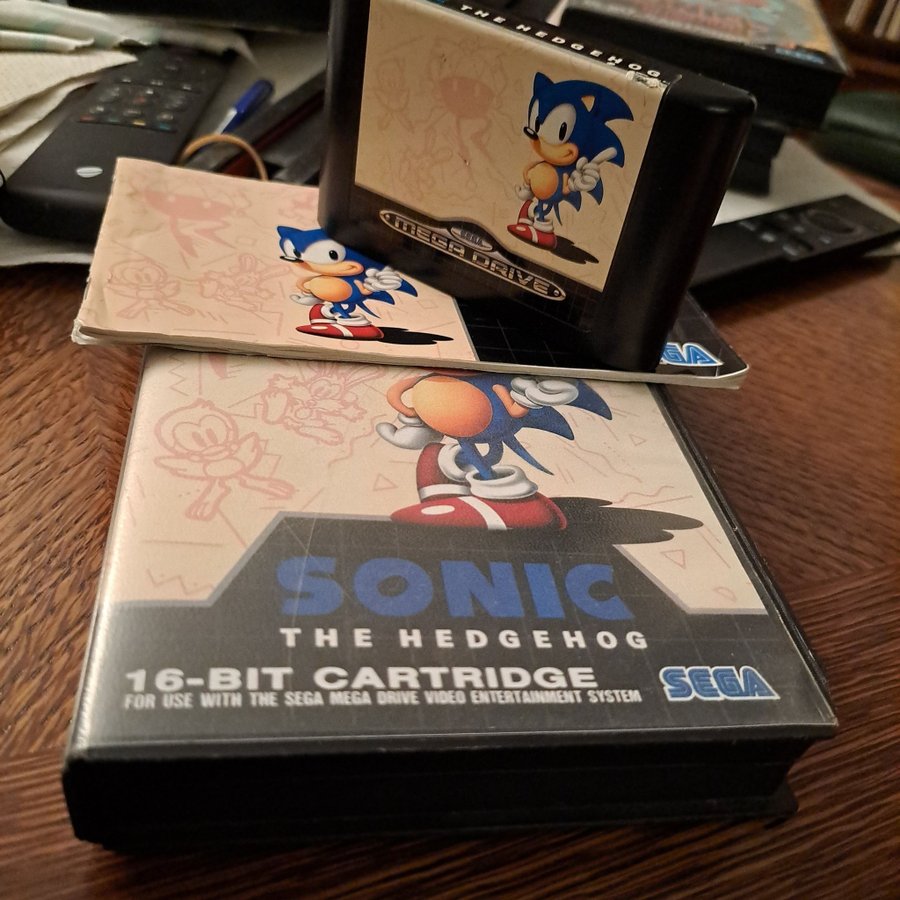 THE HEDGEHOG
SEGA
MEGA DRIVE
SEGA
SONIC
THE HEDGEHOG
16-BIT CARTRIDGE
FOR USE WITH THE SEGA MEGA DRIVE VIDEO ENTERTAINMENT SYSTEM
SEGA